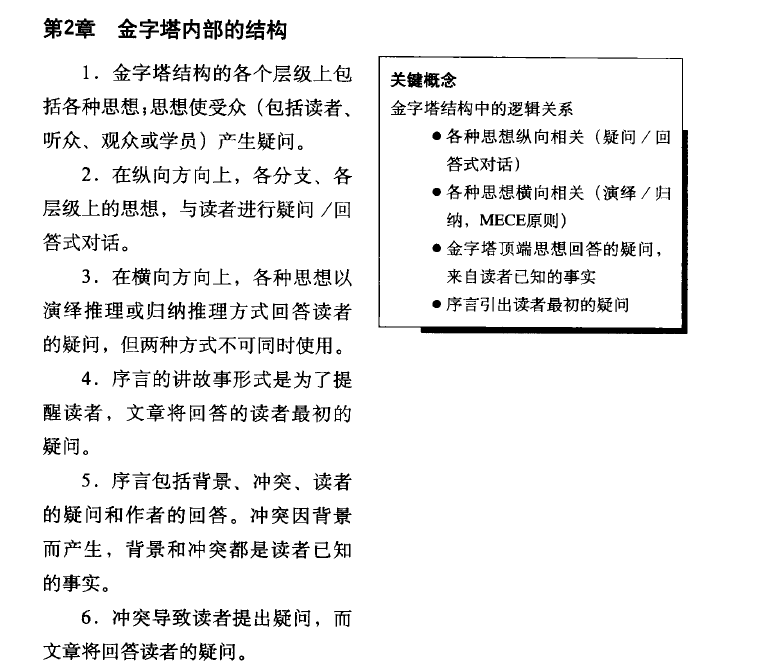 第2章 金字塔内部的结构
1．金字塔结构的各个层级上包
括各种思想;思想使受众（包括读者、
听众、观众或学员）产生疑问。
2．在纵向方向上，各分支、各
层级上的思想，与读者进行疑问／回
答式对话。
3．在横向方向上，各种思想以
演绎推理或归纳推理方式回答读者
的疑问，但两种方式不可同时使用。
4．序言的讲故事形式是为了提
醒读者，文章将回答的读者最初的
疑问。
5．序言包括背景、冲突、读者
的疑问和作者的回答。冲突因背景
而产生，背景和冲突都是读者已知
的事实。
6．冲突导致读者提出疑问，而
文章将回答读者的疑问。
关键概念
金字塔结构中的逻辑关系
●各种思想纵向相关（疑问／回
答式对话）
●各种思想横向相关（演绎／归
纳，MECE原则）
●金字塔顶端思想回答的疑问，
来自读者已知的事实
●序言引出读者最初的疑问